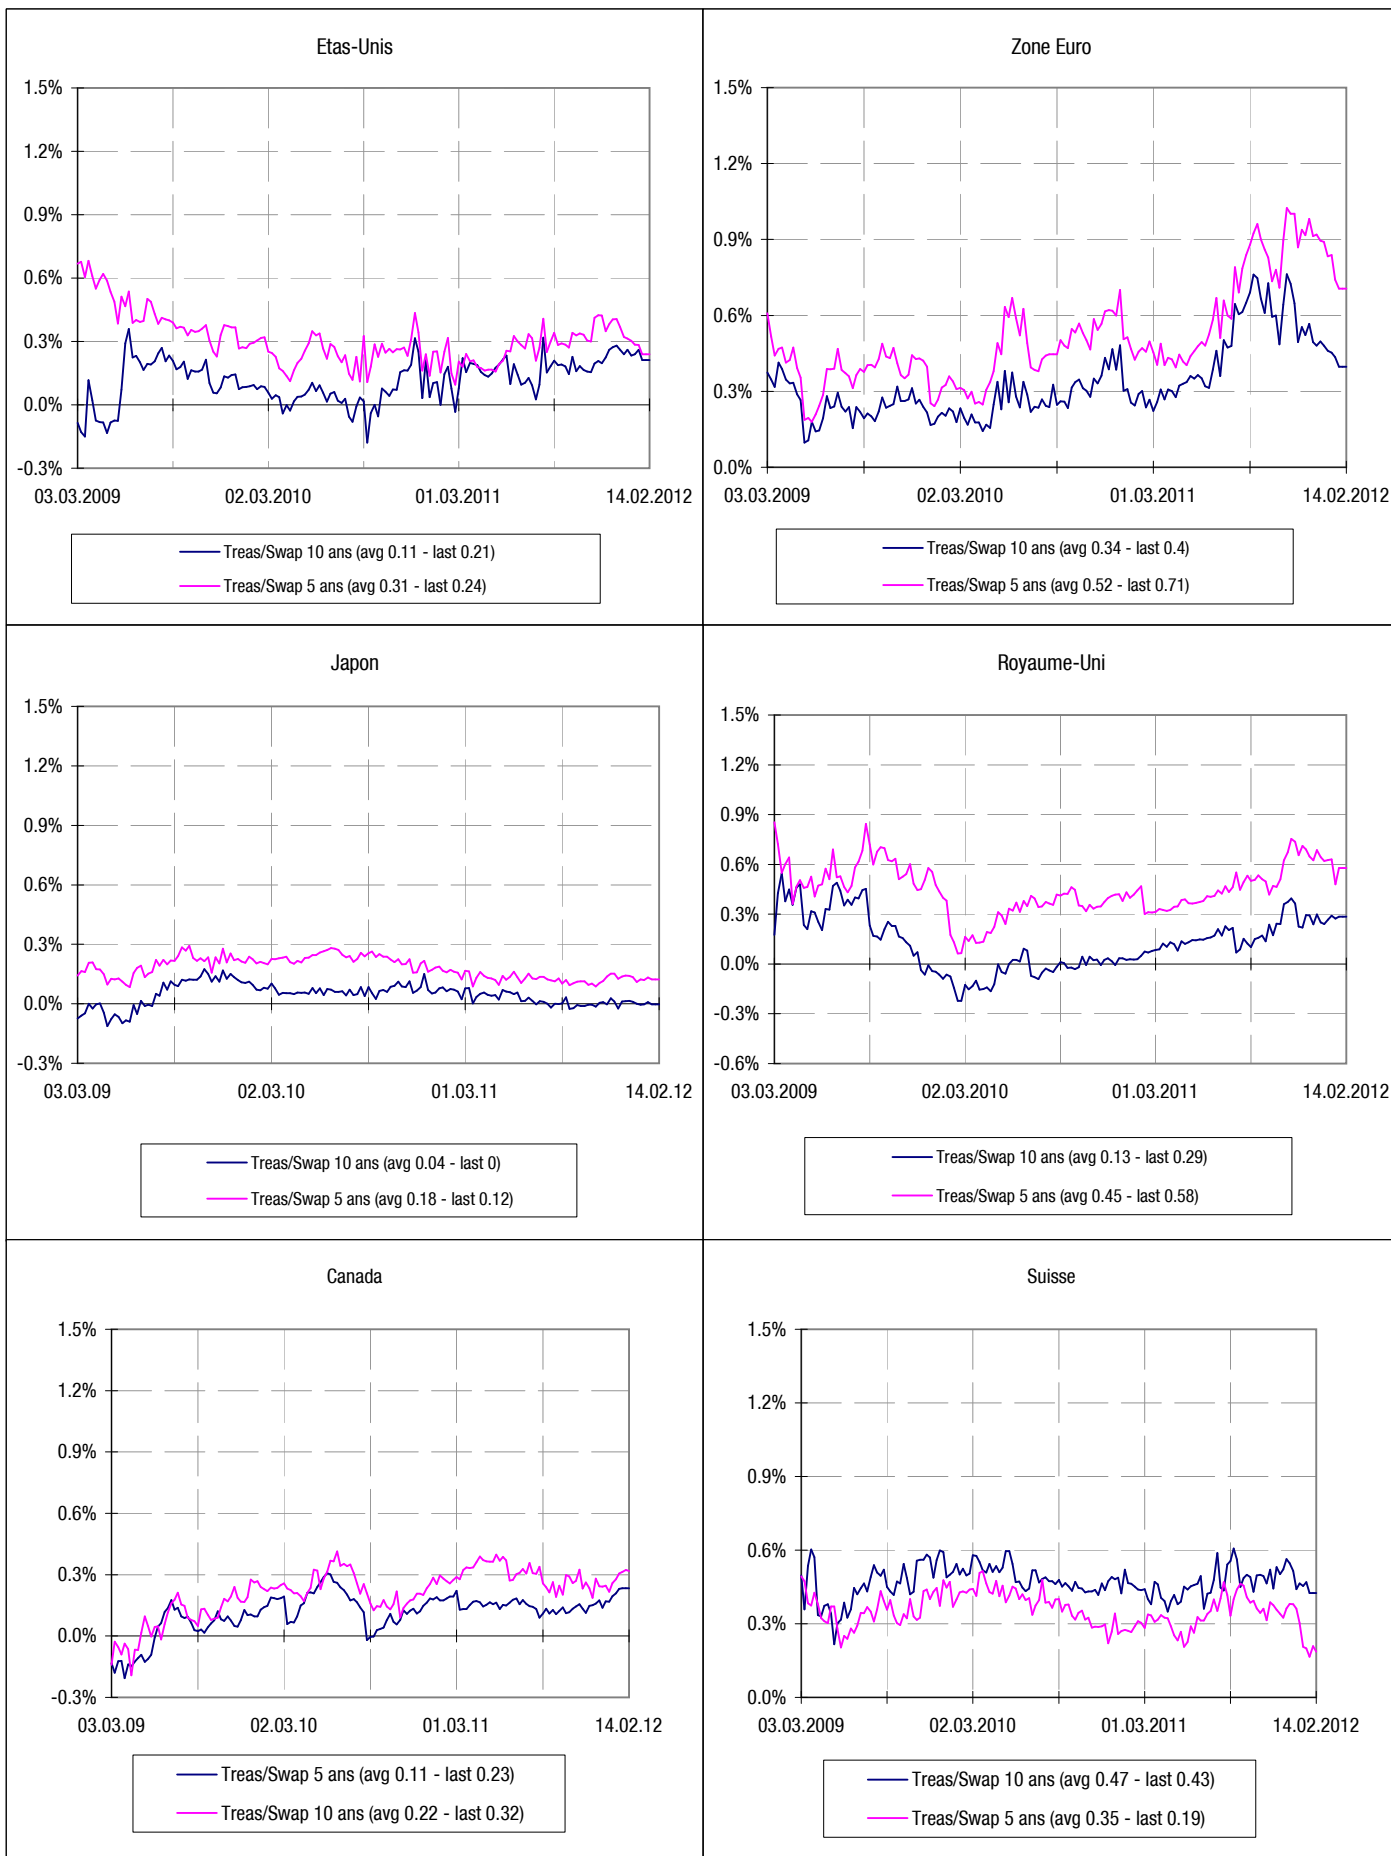 Etas-Unis
1.5%
1.2%
0.9%
0.6%
0.3%
0.0%
-0.3%
03.03.2009 02.03.2010 01.03.2011 14.02.2012
Treas/Swap 10 ans (avg 0.11 - last 0.21)
Treas/Swap 5 ans (avg 0.31 - last 0.24)
Zone Euro
1.5%
1.2%
0.9%
0.6%
0.3%
0.0%
03.03.2009 02.03.2010 01.03.2011 14.02.2012
Treas/Swap 10 ans (avg 0.34 - last 0.4)
Treas/Swap 5 ans (avg 0.52 - last 0.71)
Japon
1.5%
1.2%
0.9%
0.6%
0.3%
0.0%
-0.3%
03.03.09 02.03.10 01.03.11 14.02.12
Treas/Swap 10 ans (avg 0.04 - last 0)
Treas/Swap 5 ans (avg 0.18 - last 0.12)
Royaume-Uni
1.5%
1.2%
0.9%
0.6%
0.3%
0.0%
-0.3%
-0.6%
03.03.2009 02.03.2010 01.03.2011 14.02.2012
Treas/Swap 10 ans (avg 0.13 - last 0.29)
Treas/Swap 5 ans (avg 0.45 - last 0.58)
Canada
1.5%
1.2%
0.9%
0.6%
0.3%
0.0%
-0.3%
03.03.09 02.03.10 01.03.11 14.02.12
Treas/Swap 5 ans (avg 0.11 - last 0.23)
Treas/Swap 10 ans (avg 0.22 - last 0.32)
Suisse
1.5%
1.2%
0.9%
0.6%
0.3%
0.0%
03.03.2009 02.03.2010 01.03.2011 14.02.2012
Treas/Swap 10 ans (avg 0.47 - last 0.43)
Treas/Swap 5 ans (avg 0.35 - last 0.19)